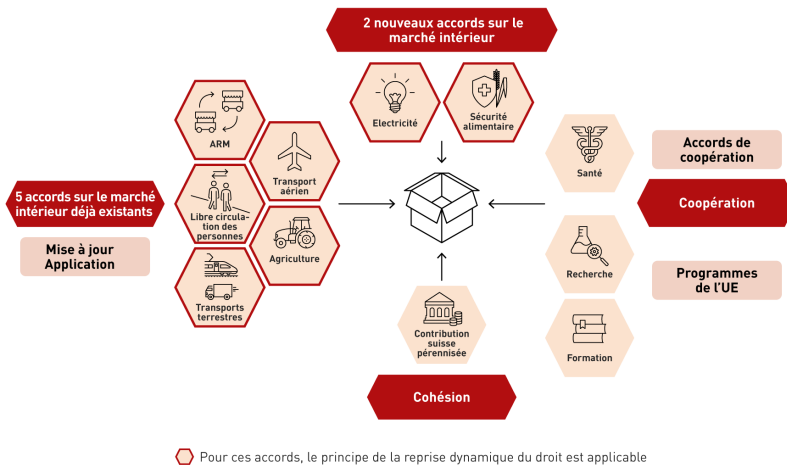 2 nouveaux accords sur le
marché intérieur
Electricité
Sécurité
alimentaire
ARM
Transport
aérien
Libre circula-
tion des
personnes
Agriculture
Transports
terrestres
5 accords sur le marché
intérieur déjà existants
Mise à jour
Application
Santé
Accords de
coopération
Coopération
Recherche
Programmes
de l'UE
Formation
Contribution
suisse
pérennisée
Cohésion
Pour ces accords, le principe de la reprise dynamique du droit est applicable